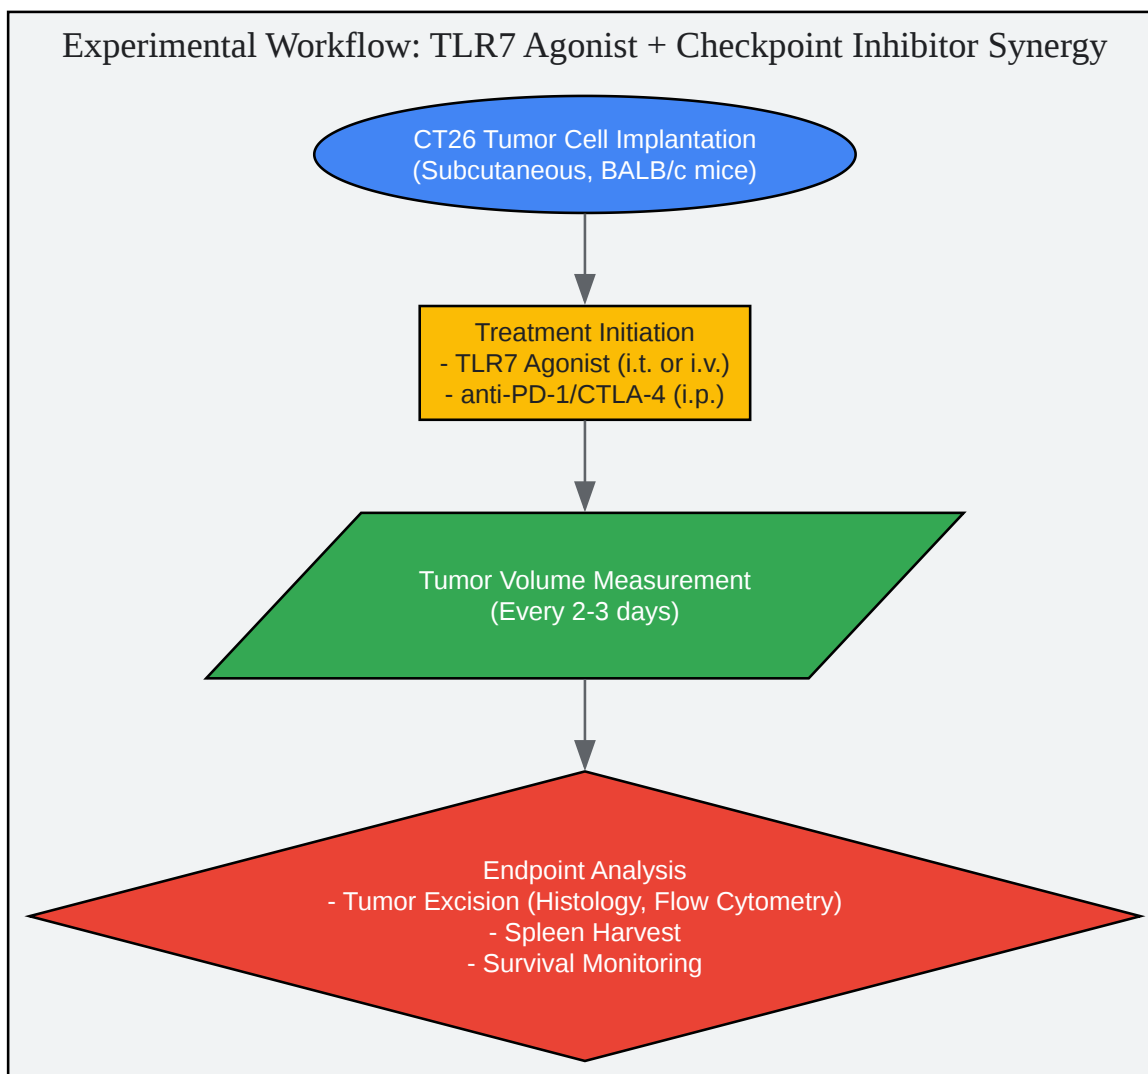 Experimental Workflow: TLR7 Agonist + Checkpoint Inhibitor Synergy
CT26 Tumor Cell Implantation
(Subcutaneous, BALB/c mice)
Treatment Initiation
- TLR7 Agonist (i.t. or i.v.)
- anti-PD-1/CTLA-4 (i.p.)
Tumor Volume Measurement
(Every 2-3 days)
Endpoint Analysis
- Tumor Excision (Histology, Flow Cytometry)
- Spleen Harvest
- Survival Monitoring